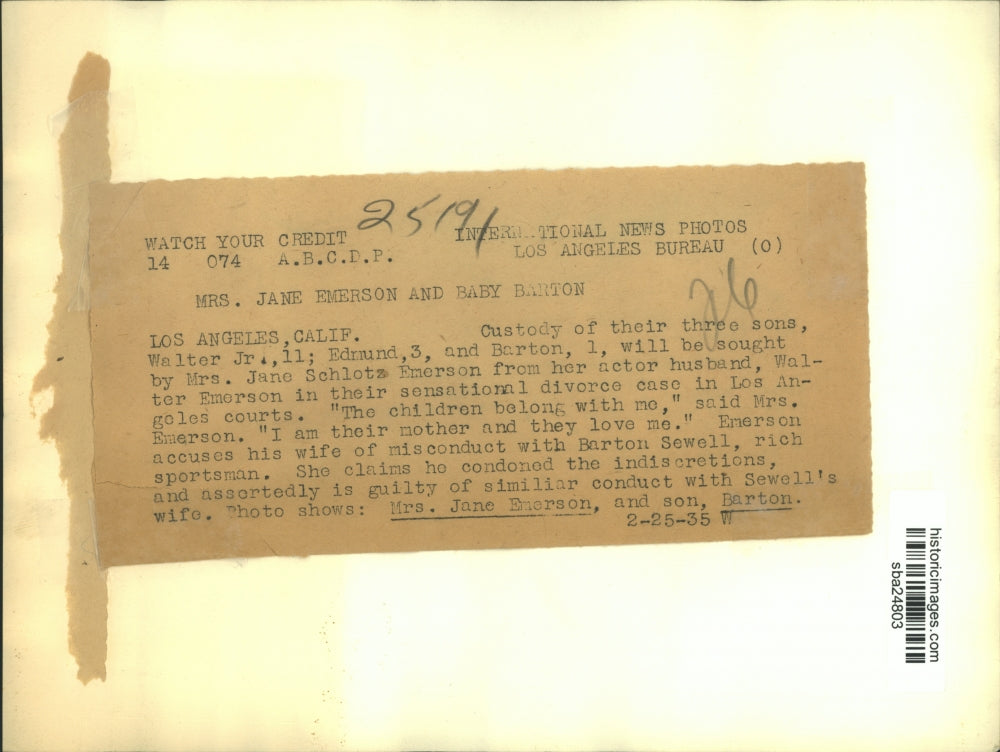 25191
WATCH YOUR CREDIT INTERN..TIONAL NEWS PHOTOS
14 074 A.B.C.D.P. LOS ANGELES BUREAU (O)
26
MRS. JANE EMERSON AND BABY BARTON
LOS ANGELES,CALIF. Custody of their three sons,
Walter Jr.,11; Edmund,3, and Barton, 1, will be sought
by Mrs. Jane Schlotz Emerson from her actor husband, Wal-
ter Emerson in their sensational divorce case in Los An-
geles courts. "The children belong with me," said Mrs.
Emerson. "I am their mother and they love me." Emerson
accuses his wife of misconduct with Barton Sewell, rich
sportsman. She claims he condoned the indiscretions,
and assertedly is guilty of similiar conduct with Sewell's
wife. Photo shows: Mrs. Jane Emerson, and son, Barton.
2-25-35 W
historicimages.com
sba24803